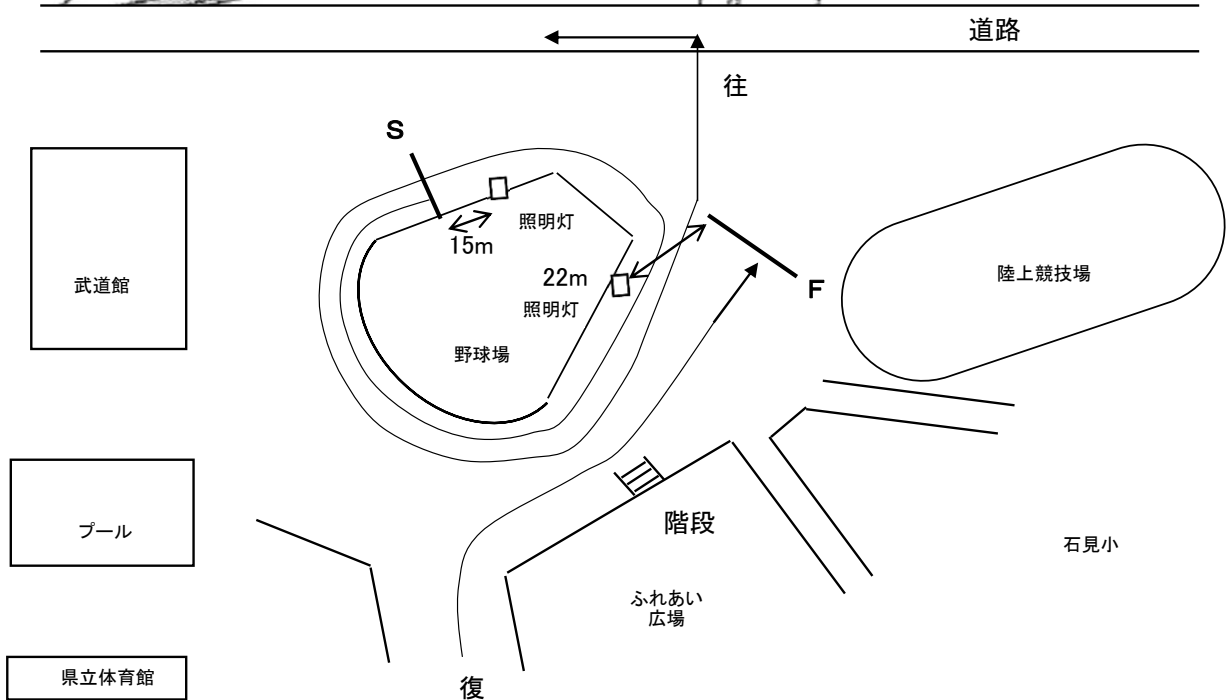 道路
往
S
照明灯
15m
武道館
22m
照明灯
F
陸上競技場
野球場
プール
階段
石見小
ふれあい
広場
県立体育館
復